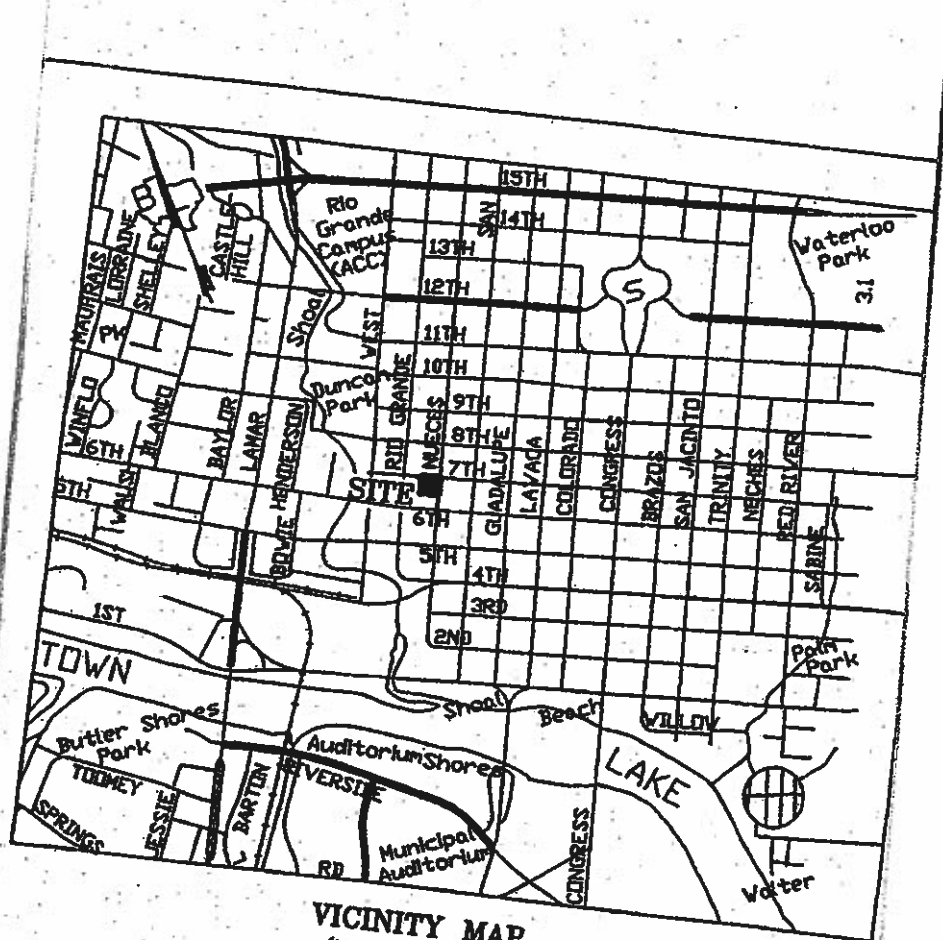 15TH
SAN
14TH
Rio
Grande
Campus
(ACC)
13TH
Waterloo
Park
12TH
S
3.1
CASTLE
HILL
LORRAINE
SHELLEY
Shoal
WEST
11TH
PK
10TH
Duncan
Park
RIO GRANDE
NUECES
9TH
8TH
7TH
WINFLO
BLANCO
6TH
BAYLOR
LAMAR
HENDERSON
BOWIE
WALSH
SITE
6TH
GUADALUPE
LAVACA
COLORADO
CONGRESS
BRAZOS
SAN JACINTO
TRINITY
NECHES
RED RIVER
SABINE
5TH
5TH
4TH
3RD
2ND
1ST
TOWN
Palm
Park
Shoal
Beach
WILLOW
LAKE
Butler Shores
Park
Auditorium Shores
TOOMEY
RIVERSIDE
BARTON
JESSIE
SPRINGS
RD
Municipal
Auditorium
CONGRESS
Waller
VICINITY MAP